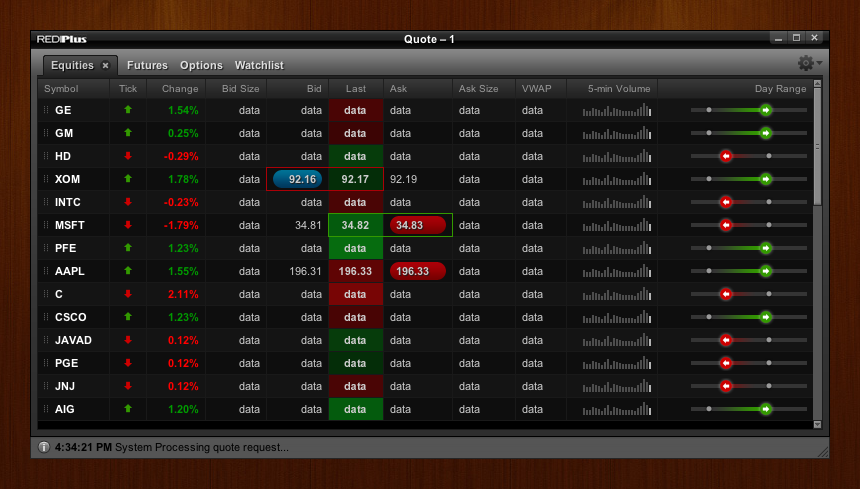 REDIPlus Quote – 1
Equities × Futures Options Watchlist
Symbol Tick Change Bid Size Bid Last Ask Ask Size VWAP 5-min Volume Day Range
GE 1.54% data data data data data data
GM 0.25% data data data data data data
HD -0.29% data data data data data data
XOM 1.78% data 92.16 92.17 92.19 data data
INTC -0.23% data data data data data data
MSFT -1.79% data 34.81 34.82 34.83 data data
PFE 1.23% data data data data data data
AAPL 1.55% data 196.31 196.33 196.33 data data
C 2.11% data data data data data data
CSCO 1.23% data data data data data data
JAVAD 0.12% data data data data data data
PGE 0.12% data data data data data data
JNJ 0.12% data data data data data data
AIG 1.20% data data data data data data
4:34:21 PM System Processing quote request...